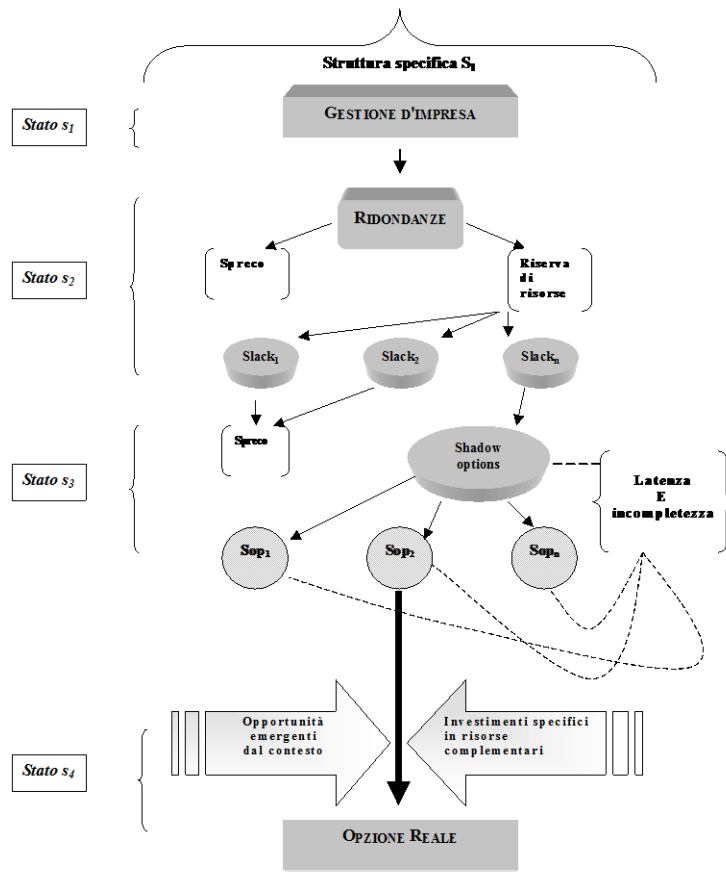 Struttura specifica S₁
Stato s₁
GESTIONE D'IMPRESA
RIDONDANZE
Stato s₂
Spreco
Riserva
di
risorse
Slack₁
Slack₂
Slackₙ
Stato s₃
Spreco
Shadow
options
Latenza
E
incompletezza
Sop₁
Sop₂
Sopₙ
Stato s₄
Opportunità
emergenti
dal contesto
Investimenti specifici
in risorse
complementari
OPZIONE REALE